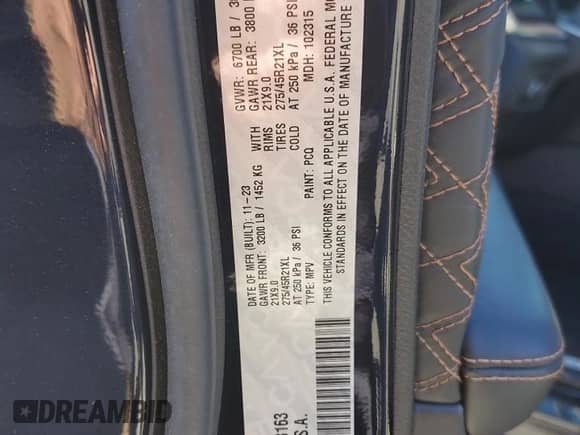 DATE OF MFR (BUILT): 11-23 GVWR: 6700 LB /
GAWR FRONT: 3200 LB / 1452 KG WITH GAWR REAR: 3800
21X9.0 RIMS 21X9.0
275/45R21XL TIRES 275/45R21XL
AT 250 kPa / 36 PSI COLD AT 250 kPa / 36 PSI
TYPE: MPV PAINT: PCQ MDH: 102315
THIS VEHICLE CONFORMS TO ALL APPLICABLE U.S.A. FEDERAL
STANDARDS IN EFFECT ON THE DATE OF MANUFACTURE
163
S.A.
DREAMBID